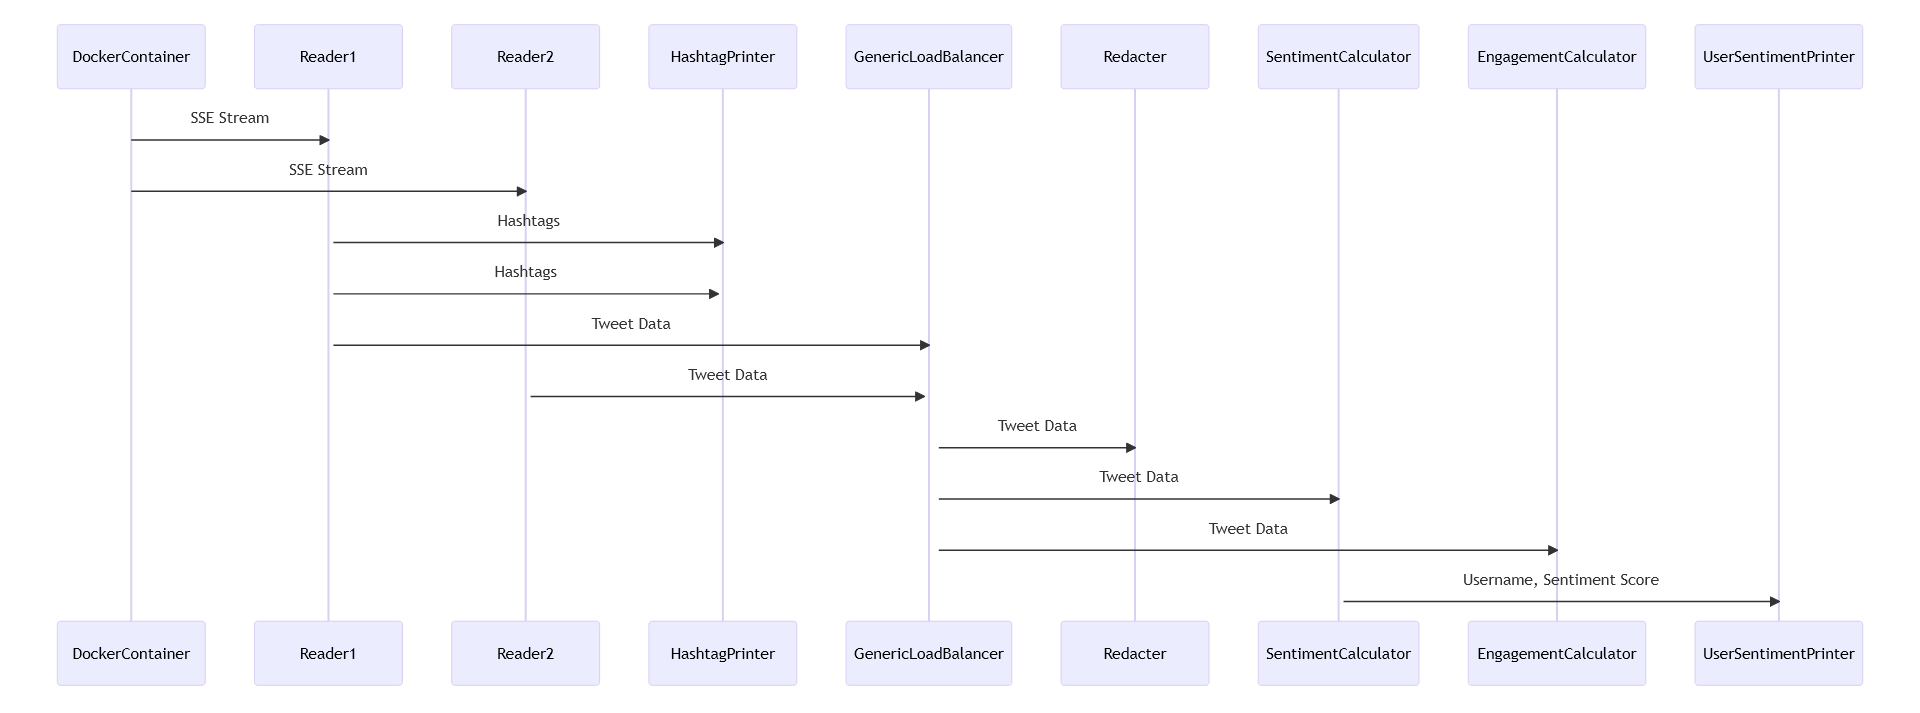 DockerContainer
Reader1
Reader2
HashtagPrinter
GenericLoadBalancer
Redacter
SentimentCalculator
EngagementCalculator
UserSentimentPrinter
SSE Stream
SSE Stream
Hashtags
Hashtags
Tweet Data
Tweet Data
Tweet Data
Tweet Data
Tweet Data
Username, Sentiment Score
DockerContainer
Reader1
Reader2
HashtagPrinter
GenericLoadBalancer
Redacter
SentimentCalculator
EngagementCalculator
UserSentimentPrinter